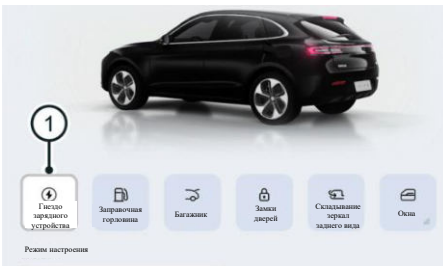 1
Гнездо
зарядного
устройства
Заправочная
горловина
Багажник
Замки
дверей
Складывание
зеркал
заднего вида
Окна
Режим настроения